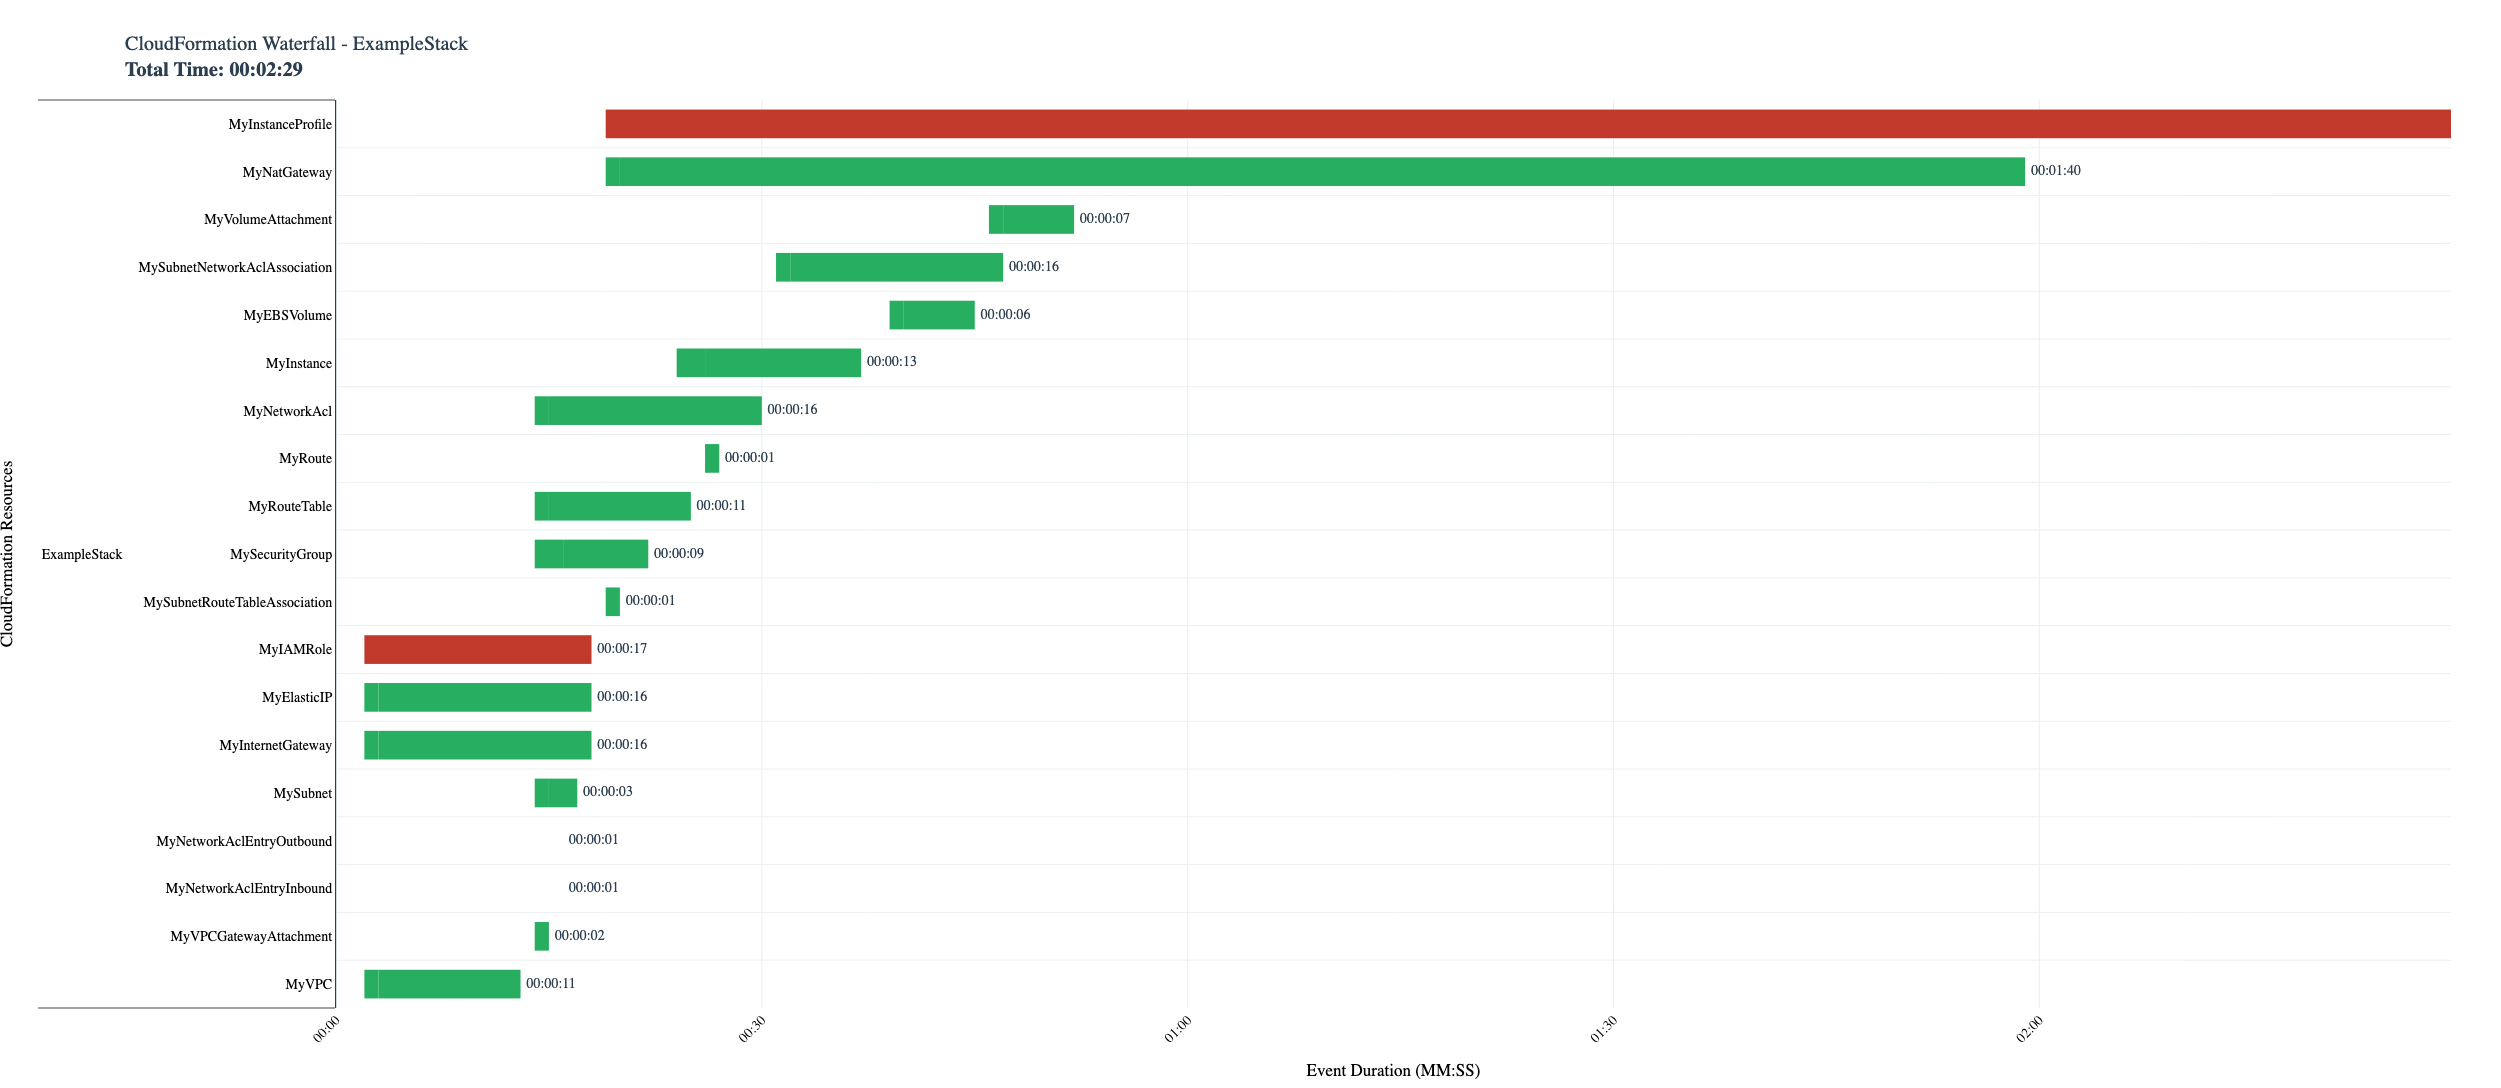 CloudFormation Waterfall - ExampleStack
Total Time: 00:02:29
CloudFormation Resources
ExampleStack
MyInstanceProfile
MyNatGateway 00:01:40
MyVolumeAttachment 00:00:07
MySubnetNetworkAclAssociation 00:00:16
MyEBSVolume 00:00:06
MyInstance 00:00:13
MyNetworkAcl 00:00:16
MyRoute 00:00:01
MyRouteTable 00:00:11
MySecurityGroup 00:00:09
MySubnetRouteTableAssociation 00:00:01
MyIAMRole 00:00:17
MyElasticIP 00:00:16
MyInternetGateway 00:00:16
MySubnet 00:00:03
MyNetworkAclEntryOutbound 00:00:01
MyNetworkAclEntryInbound 00:00:01
MyVPCGatewayAttachment 00:00:02
MyVPC 00:00:11
00:00 00:30 01:00 01:30 02:00
Event Duration (MM:SS)